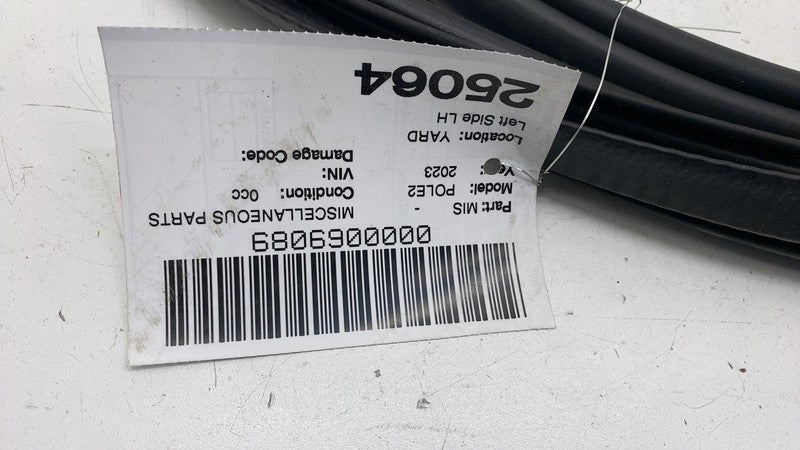 0000069089
Part: MIS - MISCELLANEOUS PARTS
Model: POLE2 Condition: 0cc
Year: 2023 VIN:
Damage Code:
Location: YARD
Left Side LH
25064